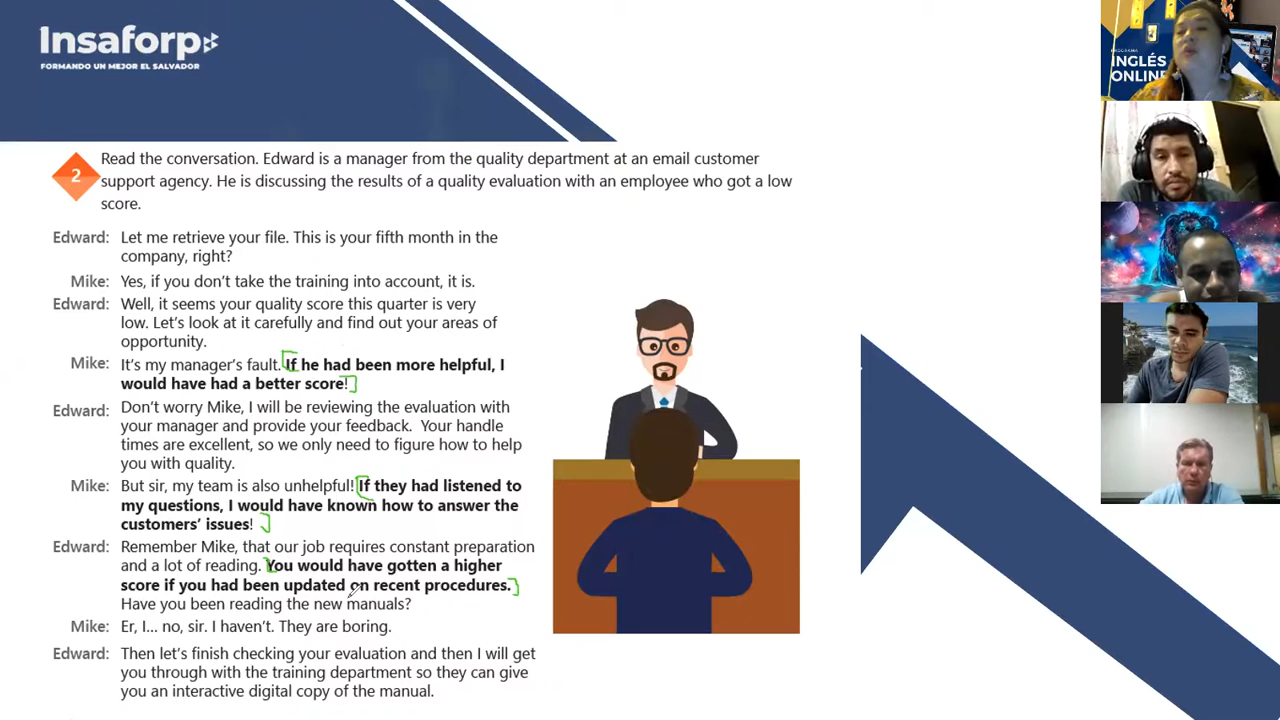 Insaforp
FORMANDO UN MEJOR EL SALVADOR
2
Read the conversation. Edward is a manager from the quality department at an email customer
support agency. He is discussing the results of a quality evaluation with an employee who got a low
score.
Edward: Let me retrieve your file. This is your fifth month in the
company, right?
Mike: Yes, if you don't take the training into account, it is.
Edward: Well, it seems your quality score this quarter is very
low. Let's look at it carefully and find out your areas of
opportunity.
Mike: It's my manager's fault. If he had been more helpful, I
would have had a better score!
Edward: Don't worry Mike, I will be reviewing the evaluation with
your manager and provide your feedback. Your handle
times are excellent, so we only need to figure how to help
you with quality.
Mike: But sir, my team is also unhelpful! If they had listened to
my questions, I would have known how to answer the
customers' issues!
Edward: Remember Mike, that our job requires constant preparation
and a lot of reading. You would have gotten a higher
score if you had been updated on recent procedures.
Have you been reading the new manuals?
Mike: Er, I... no, sir. I haven't. They are boring.
Edward: Then let's finish checking your evaluation and then I will get
you through with the training department so they can give
you an interactive digital copy of the manual.
INGLÉS
ONLINE